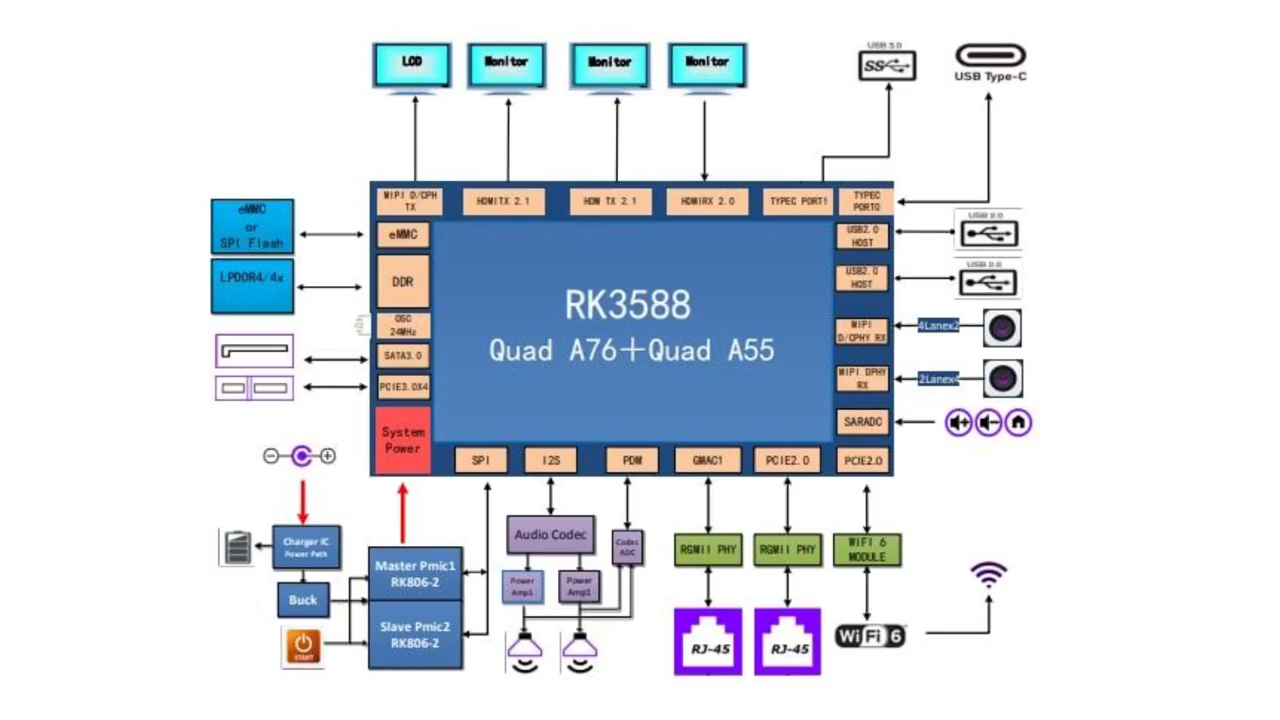 LCD
Monitor
Monitor
Monitor
USB 3.0
SS
USB Type-C
MIPI D/CPH
TX
HDMITX 2.1
HDM TX 2.1
HDMIRX 2.0
TYPEC PORT1
TYPEC
PORT0
eMMC
or
SPI Flash
LPDDR4/4x
eMMC
DDR
OSC
24MHz
SATA3.0
PCIE3.0X4
System
Power
RK3588
Quad A76+Quad A55
USB2.0
HOST
USB 2.0
USB2.0
HOST
USB 2.0
MIPI
D/CPHY RX
4Lanex2
MIPI DPHY
RX
2Lanex4
SARADC
SPI
I2S
PDM
GMAC1
PCIE2.0
PCIE2.0
Charger IC
Power Path
Buck
START
Master Pmic1
RK806-2
Slave Pmic2
RK806-2
Audio Codec
Codec
ADC
Power
Amp1
Power
Amp1
RGMII PHY
RGMII PHY
WIFI 6
MODULE
RJ-45
RJ-45
WiFi 6